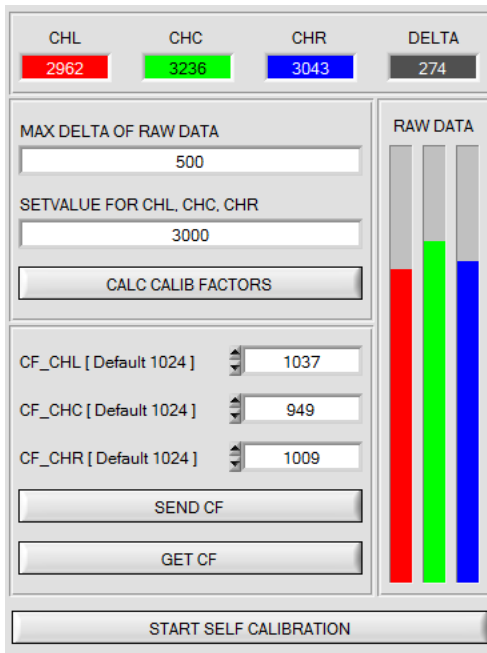 CHL CHC CHR DELTA
2962 3236 3043 274
MAX DELTA OF RAW DATA
500
SETVALUE FOR CHL, CHC, CHR
3000
CALC CALIB FACTORS
RAW DATA
CF_CHL [ Default 1024 ] 1037
CF_CHC [ Default 1024 ] 949
CF_CHR [ Default 1024 ] 1009
SEND CF
GET CF
START SELF CALIBRATION